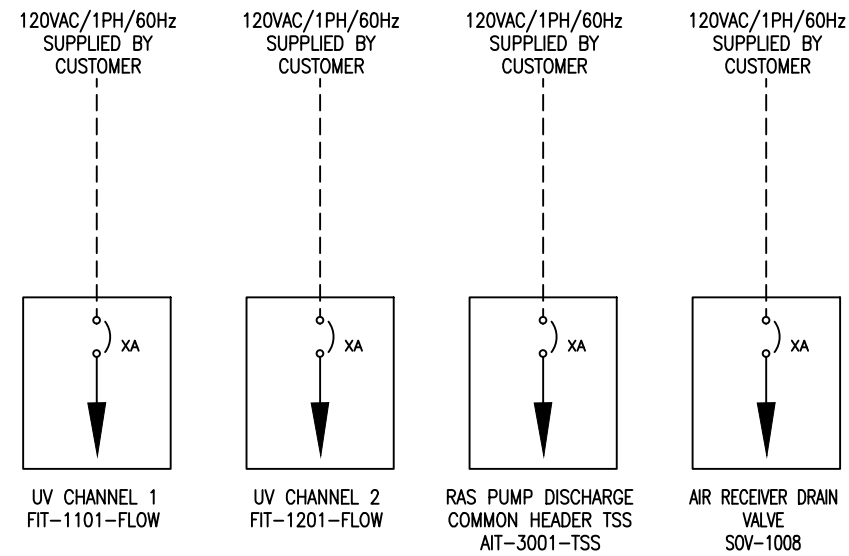 120VAC/1PH/60Hz
SUPPLIED BY
CUSTOMER
120VAC/1PH/60Hz
SUPPLIED BY
CUSTOMER
120VAC/1PH/60Hz
SUPPLIED BY
CUSTOMER
120VAC/1PH/60Hz
SUPPLIED BY
CUSTOMER
XA
XA
XA
XA
UV CHANNEL 1
FIT-1101-FLOW
UV CHANNEL 2
FIT-1201-FLOW
RAS PUMP DISCHARGE
COMMON HEADER TSS
AIT-3001-TSS
AIR RECEIVER DRAIN
VALVE
SOV-1008